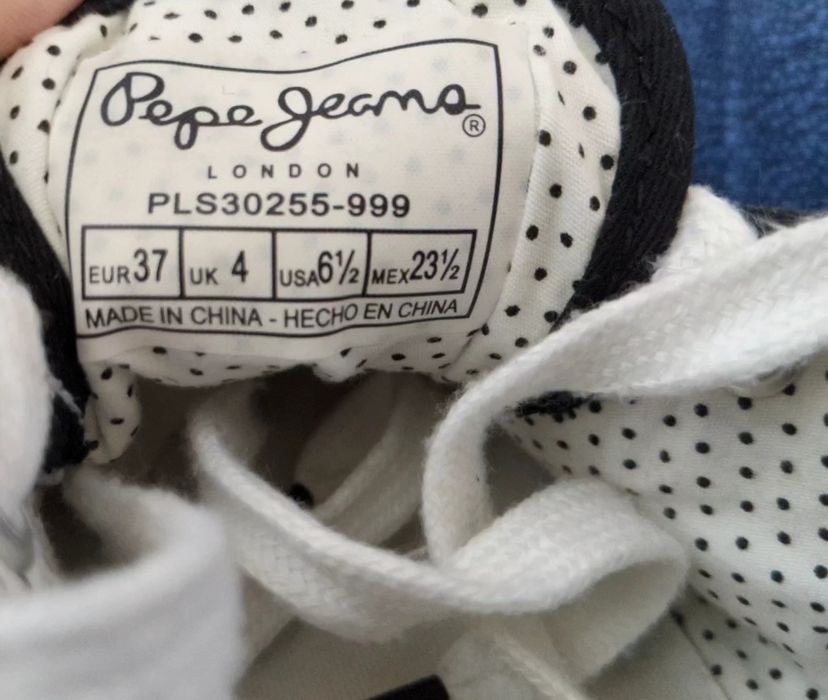 Pepe Jeans®
LONDON
PLS30255-999
EUR 37 UK 4 USA 6½ MEX 23½
MADE IN CHINA - HECHO EN CHINA